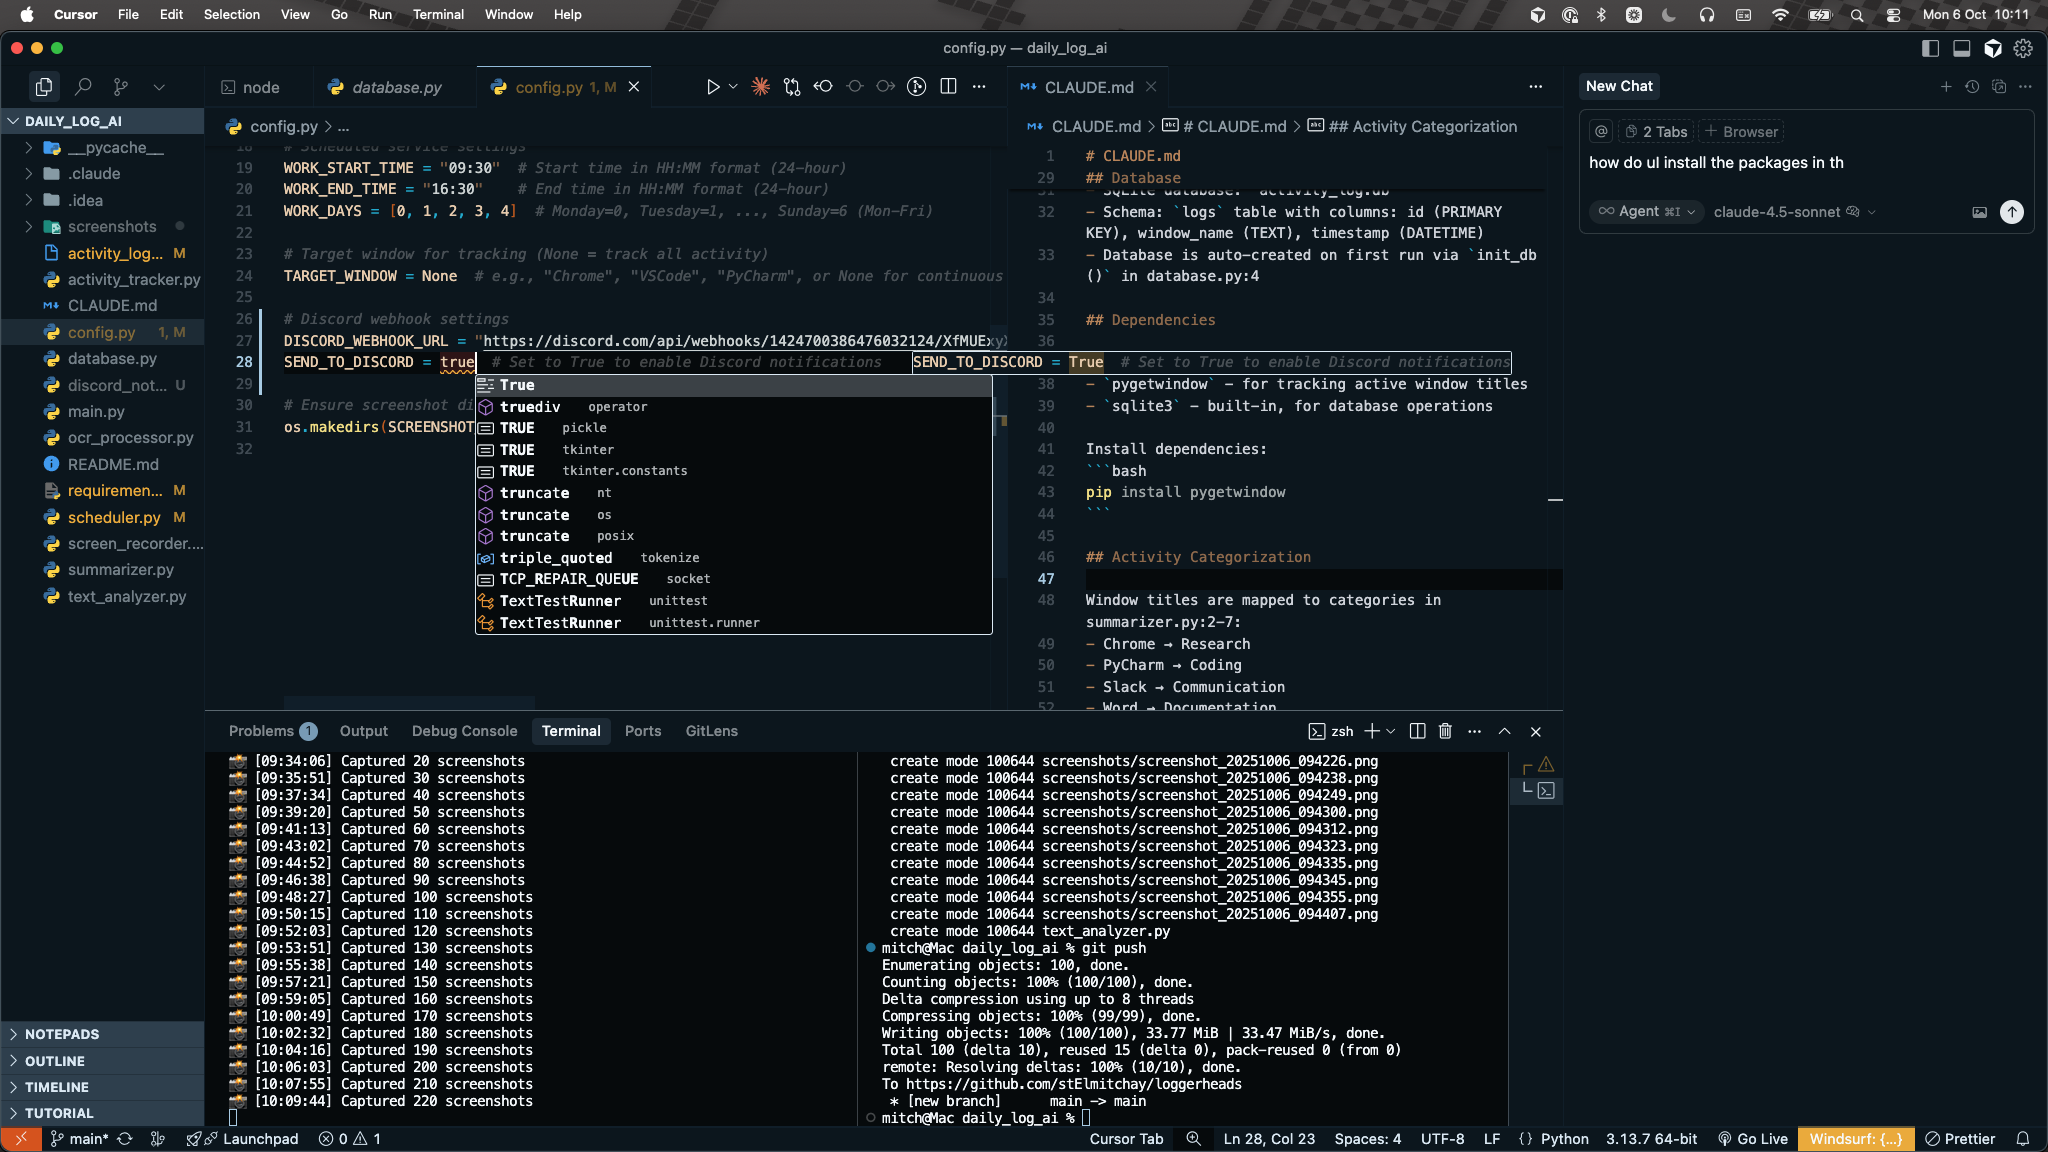 Cursor File Edit Selection View Go Run Terminal Window Help
Mon 6 Oct 10:11
config.py — daily_log_ai
DAILY_LOG_AI
__pycache__
.claude
.idea
screenshots
activity_log... M
activity_tracker.py
CLAUDE.md
config.py 1, M
database.py
discord_not... U
main.py
ocr_processor.py
README.md
requiremen... M
scheduler.py M
screen_recorder....
summarizer.py
text_analyzer.py
NOTEPADS
OUTLINE
TIMELINE
TUTORIAL
node
database.py
config.py 1, M
config.py > ...
18 # Scheduled service settings
19 WORK_START_TIME = "09:30" # Start time in HH:MM format (24-hour)
20 WORK_END_TIME = "16:30" # End time in HH:MM format (24-hour)
21 WORK_DAYS = [0, 1, 2, 3, 4] # Monday=0, Tuesday=1, ..., Sunday=6 (Mon-Fri)
22
23 # Target window for tracking (None = track all activity)
24 TARGET_WINDOW = None # e.g., "Chrome", "VSCode", "PyCharm", or None for continuous
25
26 # Discord webhook settings
27 DISCORD_WEBHOOK_URL = "https://discord.com/api/webhooks/1424700386476032124/XfMUExy
28 SEND_TO_DISCORD = true # Set to True to enable Discord notifications
SEND_TO_DISCORD = True # Set to True to enable Discord notifications
29
30 # Ensure screenshot di
31 os.makedirs(SCREENSHOT
32
True
truediv operator
TRUE pickle
TRUE tkinter
TRUE tkinter.constants
truncate nt
truncate os
truncate posix
triple_quoted tokenize
TCP_REPAIR_QUEUE socket
TextTestRunner unittest
TextTestRunner unittest.runner
CLAUDE.md
CLAUDE.md > # CLAUDE.md > ## Activity Categorization
1 # CLAUDE.md
29 ## Database
31 - SQLite database: `activity_log.db`
32 - Schema: `logs` table with columns: id (PRIMARY
KEY), window_name (TEXT), timestamp (DATETIME)
33 - Database is auto-created on first run via `init_db
()` in database.py:4
34
35 ## Dependencies
36
38 - `pygetwindow` - for tracking active window titles
39 - `sqlite3` - built-in, for database operations
40
41 Install dependencies:
42 ```bash
43 pip install pygetwindow
44 ```
45
46 ## Activity Categorization
47
48 Window titles are mapped to categories in
summarizer.py:2-7:
49 - Chrome → Research
50 - PyCharm → Coding
51 - Slack → Communication
52 - Word → Documentation
New Chat
@ 2 Tabs + Browser
how do ul install the packages in th
∞ Agent ⌘I claude-4.5-sonnet
Problems 1 Output Debug Console Terminal Ports GitLens
zsh
[09:34:06] Captured 20 screenshots
[09:35:51] Captured 30 screenshots
[09:37:34] Captured 40 screenshots
[09:39:20] Captured 50 screenshots
[09:41:13] Captured 60 screenshots
[09:43:02] Captured 70 screenshots
[09:44:52] Captured 80 screenshots
[09:46:38] Captured 90 screenshots
[09:48:27] Captured 100 screenshots
[09:50:15] Captured 110 screenshots
[09:52:03] Captured 120 screenshots
[09:53:51] Captured 130 screenshots
[09:55:38] Captured 140 screenshots
[09:57:21] Captured 150 screenshots
[09:59:05] Captured 160 screenshots
[10:00:49] Captured 170 screenshots
[10:02:32] Captured 180 screenshots
[10:04:16] Captured 190 screenshots
[10:06:03] Captured 200 screenshots
[10:07:55] Captured 210 screenshots
[10:09:44] Captured 220 screenshots
create mode 100644 screenshots/screenshot_20251006_094226.png
create mode 100644 screenshots/screenshot_20251006_094238.png
create mode 100644 screenshots/screenshot_20251006_094249.png
create mode 100644 screenshots/screenshot_20251006_094300.png
create mode 100644 screenshots/screenshot_20251006_094312.png
create mode 100644 screenshots/screenshot_20251006_094323.png
create mode 100644 screenshots/screenshot_20251006_094335.png
create mode 100644 screenshots/screenshot_20251006_094345.png
create mode 100644 screenshots/screenshot_20251006_094355.png
create mode 100644 screenshots/screenshot_20251006_094407.png
create mode 100644 text_analyzer.py
mitch@Mac daily_log_ai % git push
Enumerating objects: 100, done.
Counting objects: 100% (100/100), done.
Delta compression using up to 8 threads
Compressing objects: 100% (99/99), done.
Writing objects: 100% (100/100), 33.77 MiB | 33.47 MiB/s, done.
Total 100 (delta 10), reused 15 (delta 0), pack-reused 0 (from 0)
remote: Resolving deltas: 100% (10/10), done.
To https://github.com/stElmitchay/loggerheads
* [new branch] main -> main
mitch@Mac daily_log_ai %
main* Launchpad 0 1
Cursor Tab Ln 28, Col 23 Spaces: 4 UTF-8 LF {} Python 3.13.7 64-bit Go Live Windsurf: {...} Prettier